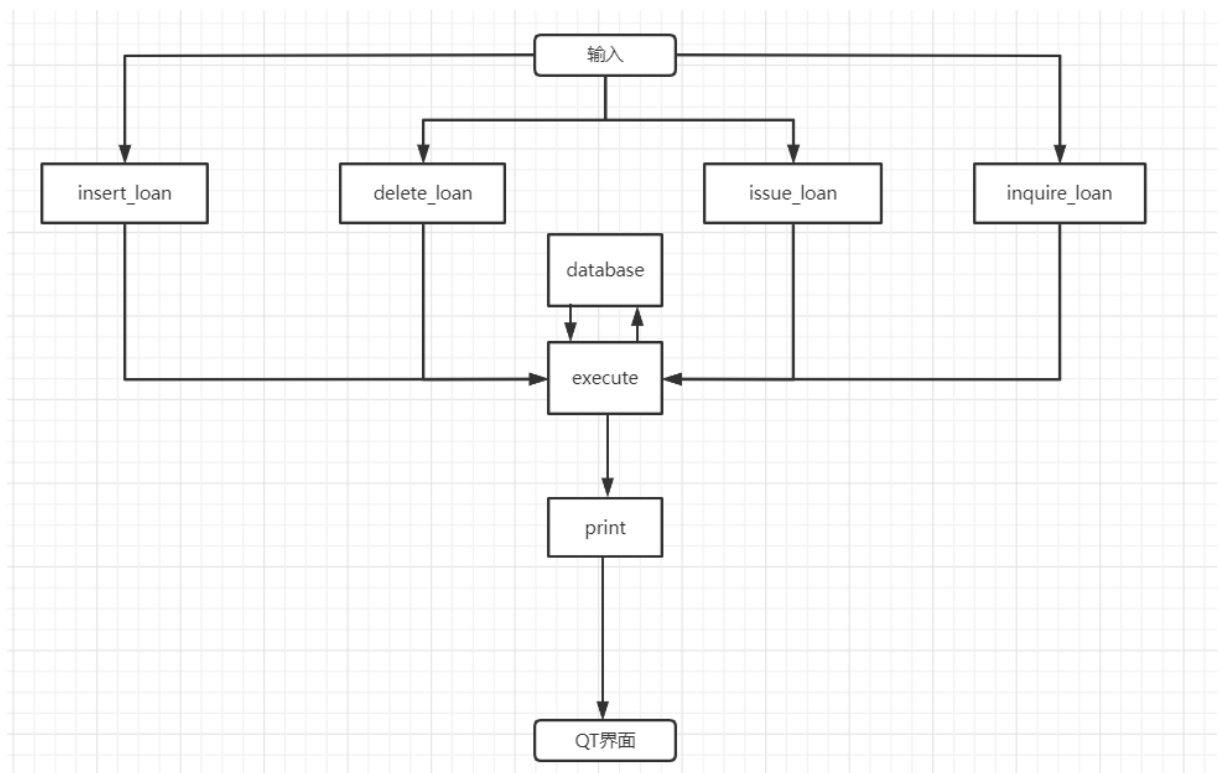 输入
insert_loan
delete_loan
issue_loan
inquire_loan
database
execute
print
QT界面